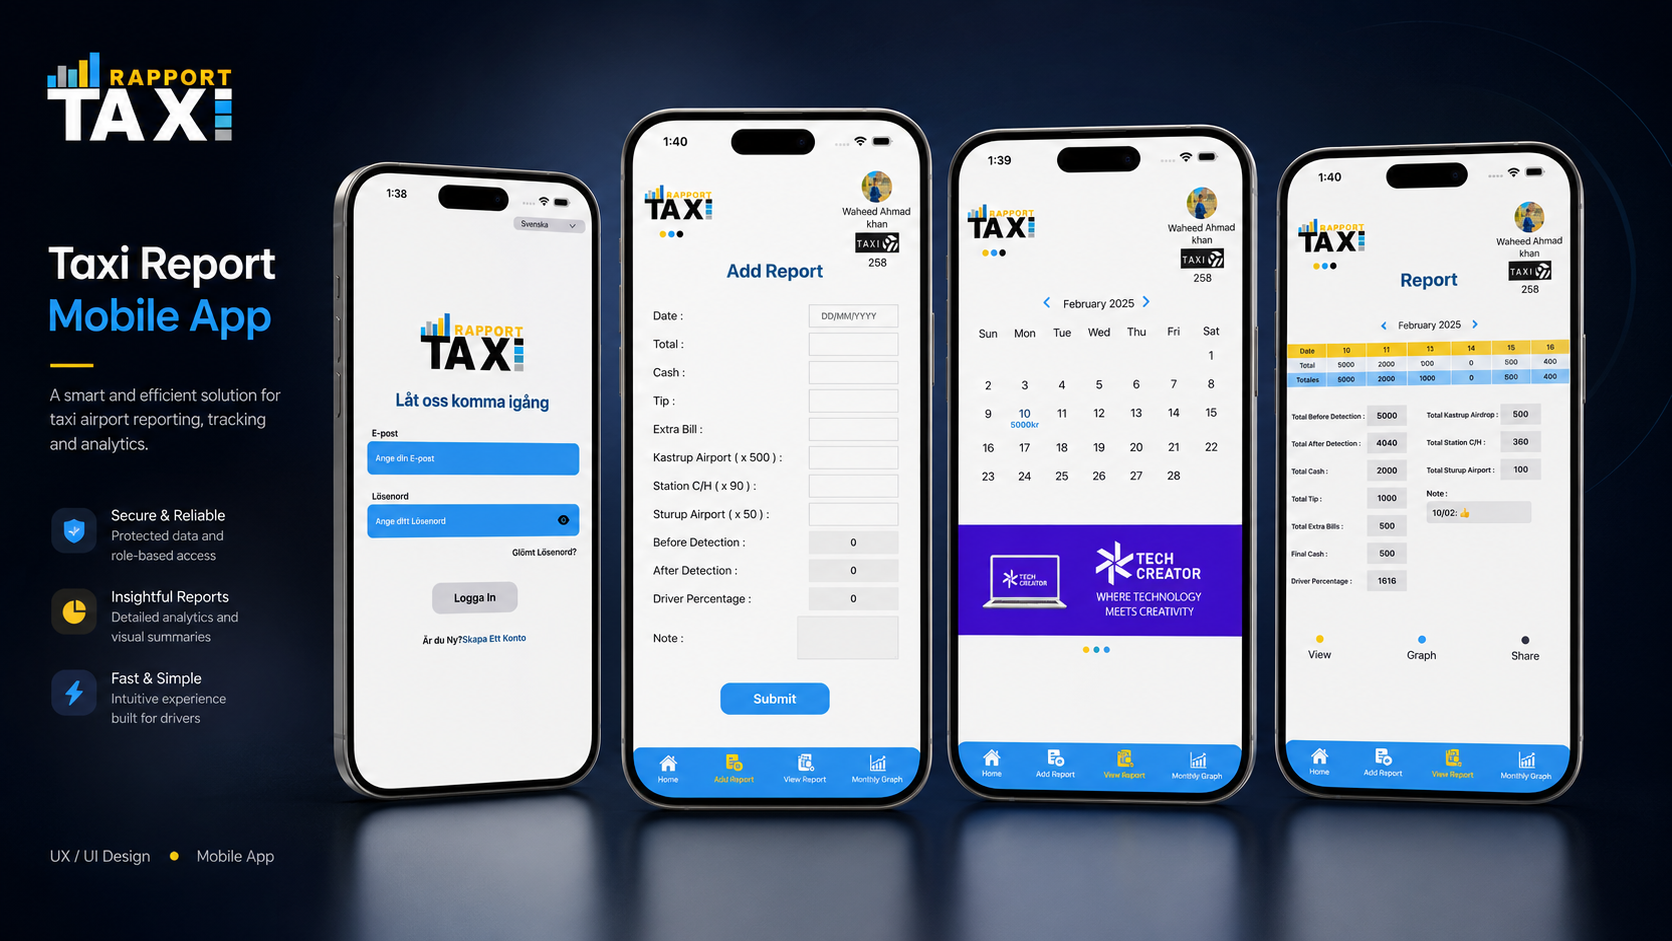 RAPPORT
TAXI
Taxi Report
Mobile App
A smart and efficient solution for
taxi airport reporting, tracking
and analytics.
Secure & Reliable
Protected data and
role-based access
Insightful Reports
Detailed analytics and
visual summaries
Fast & Simple
Intuitive experience
built for drivers
UX / UI Design
Mobile App
1:38
Svenska
RAPPORT
TAXI
Låt oss komma igång
E-post
Ange din E-post
Lösenord
Ange ditt Lösenord
Glömt Lösenord?
Logga In
Är du Ny?Skapa Ett Konto
1:40
RAPPORT
TAXI
Waheed Ahmad
khan
TAXI
258
Add Report
Date :
DD/MM/YYYY
Total :
Cash :
Tip :
Extra Bill :
Kastrup Airport ( x 500 ) :
Station C/H ( x 90 ) :
Sturup Airport ( x 50 ) :
Before Detection : 0
After Detection : 0
Driver Percentage : 0
Note :
Submit
Home Add Report View Report Monthly Graph
1:39
RAPPORT
TAXI
Waheed Ahmad
khan
TAXI
258
February 2025
Sun Mon Tue Wed Thu Fri Sat
1
2 3 4 5 6 7 8
9 10 11 12 13 14 15
5000kr
16 17 18 19 20 21 22
23 24 25 26 27 28
TECH
CREATOR
TECH
CREATOR
WHERE TECHNOLOGY
MEETS CREATIVITY
Home Add Report View Report Monthly Graph
1:40
RAPPORT
TAXI
Waheed Ahmad
khan
TAXI
258
Report
February 2025
Date 10 11 13 14 15 16
Total 5000 2000 000 0 500 400
Totales 5000 2000 1000 0 500 400
Total Before Detection : 5000
Total After Detection : 4040
Total Cash : 2000
Total Tip : 1000
Total Extra Bills : 500
Final Cash : 500
Driver Percentage : 1616
Total Kastrup Airdrop : 500
Total Station C/H : 360
Total Sturup Airport : 100
Note :
10/02: 👍
View Graph Share
Home Add Report View Report Monthly Graph